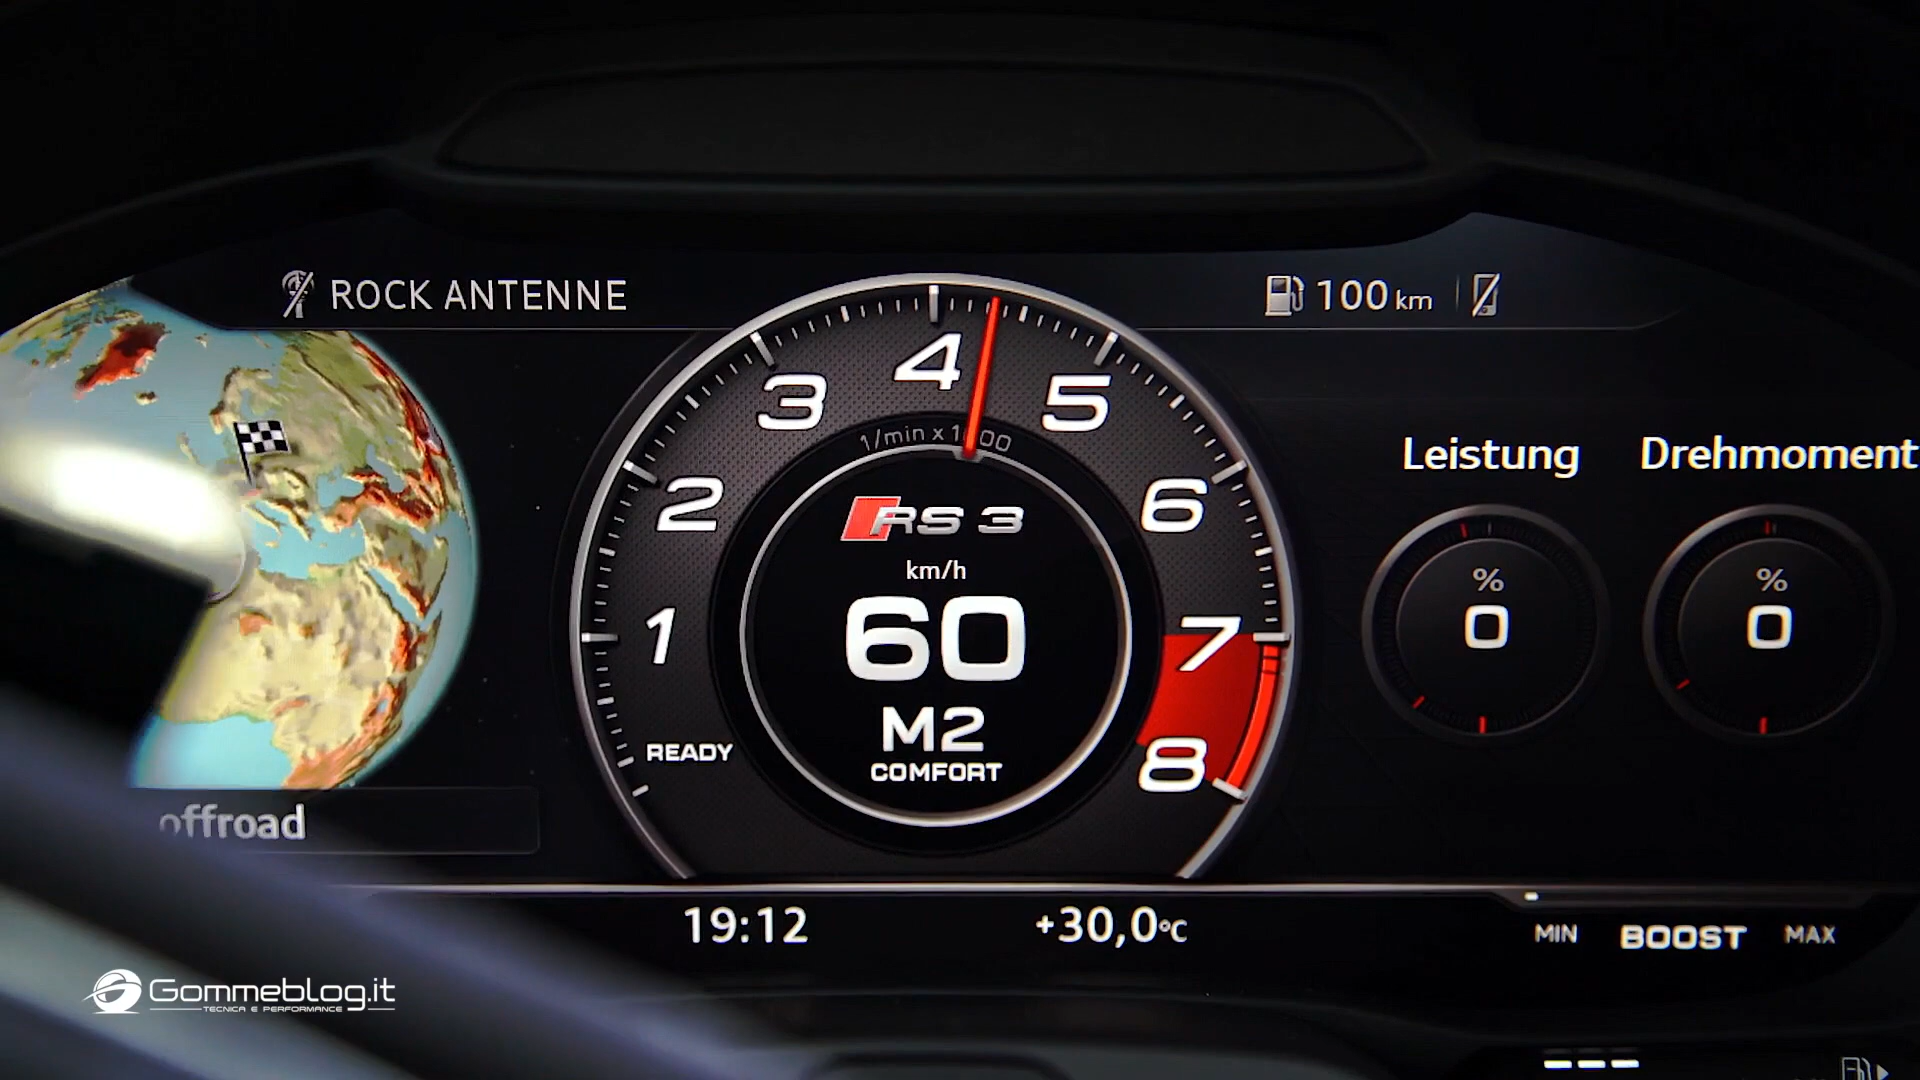 ROCK ANTENNE
100 km
Leistung
Drehmoment
1
2
3
4
5
6
7
8
1/min x 1000
RS 3
km/h
60
M2
COMFORT
READY
%
0
%
0
offroad
19:12
+30,0°C
MIN BOOST MAX
Gommeblog.it
TECNICA E PERFORMANCE